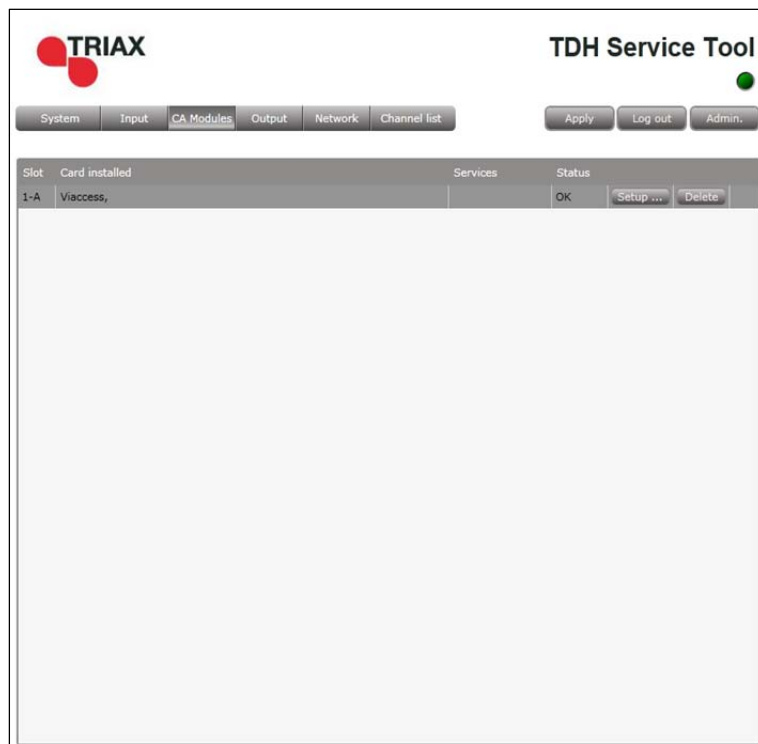 TRIAX
TDH Service Tool
System Input CA Modules Output Network Channel list Apply Log out Admin.
Slot Card installed Services Status
1-A Viaccess, OK Setup ... Delete